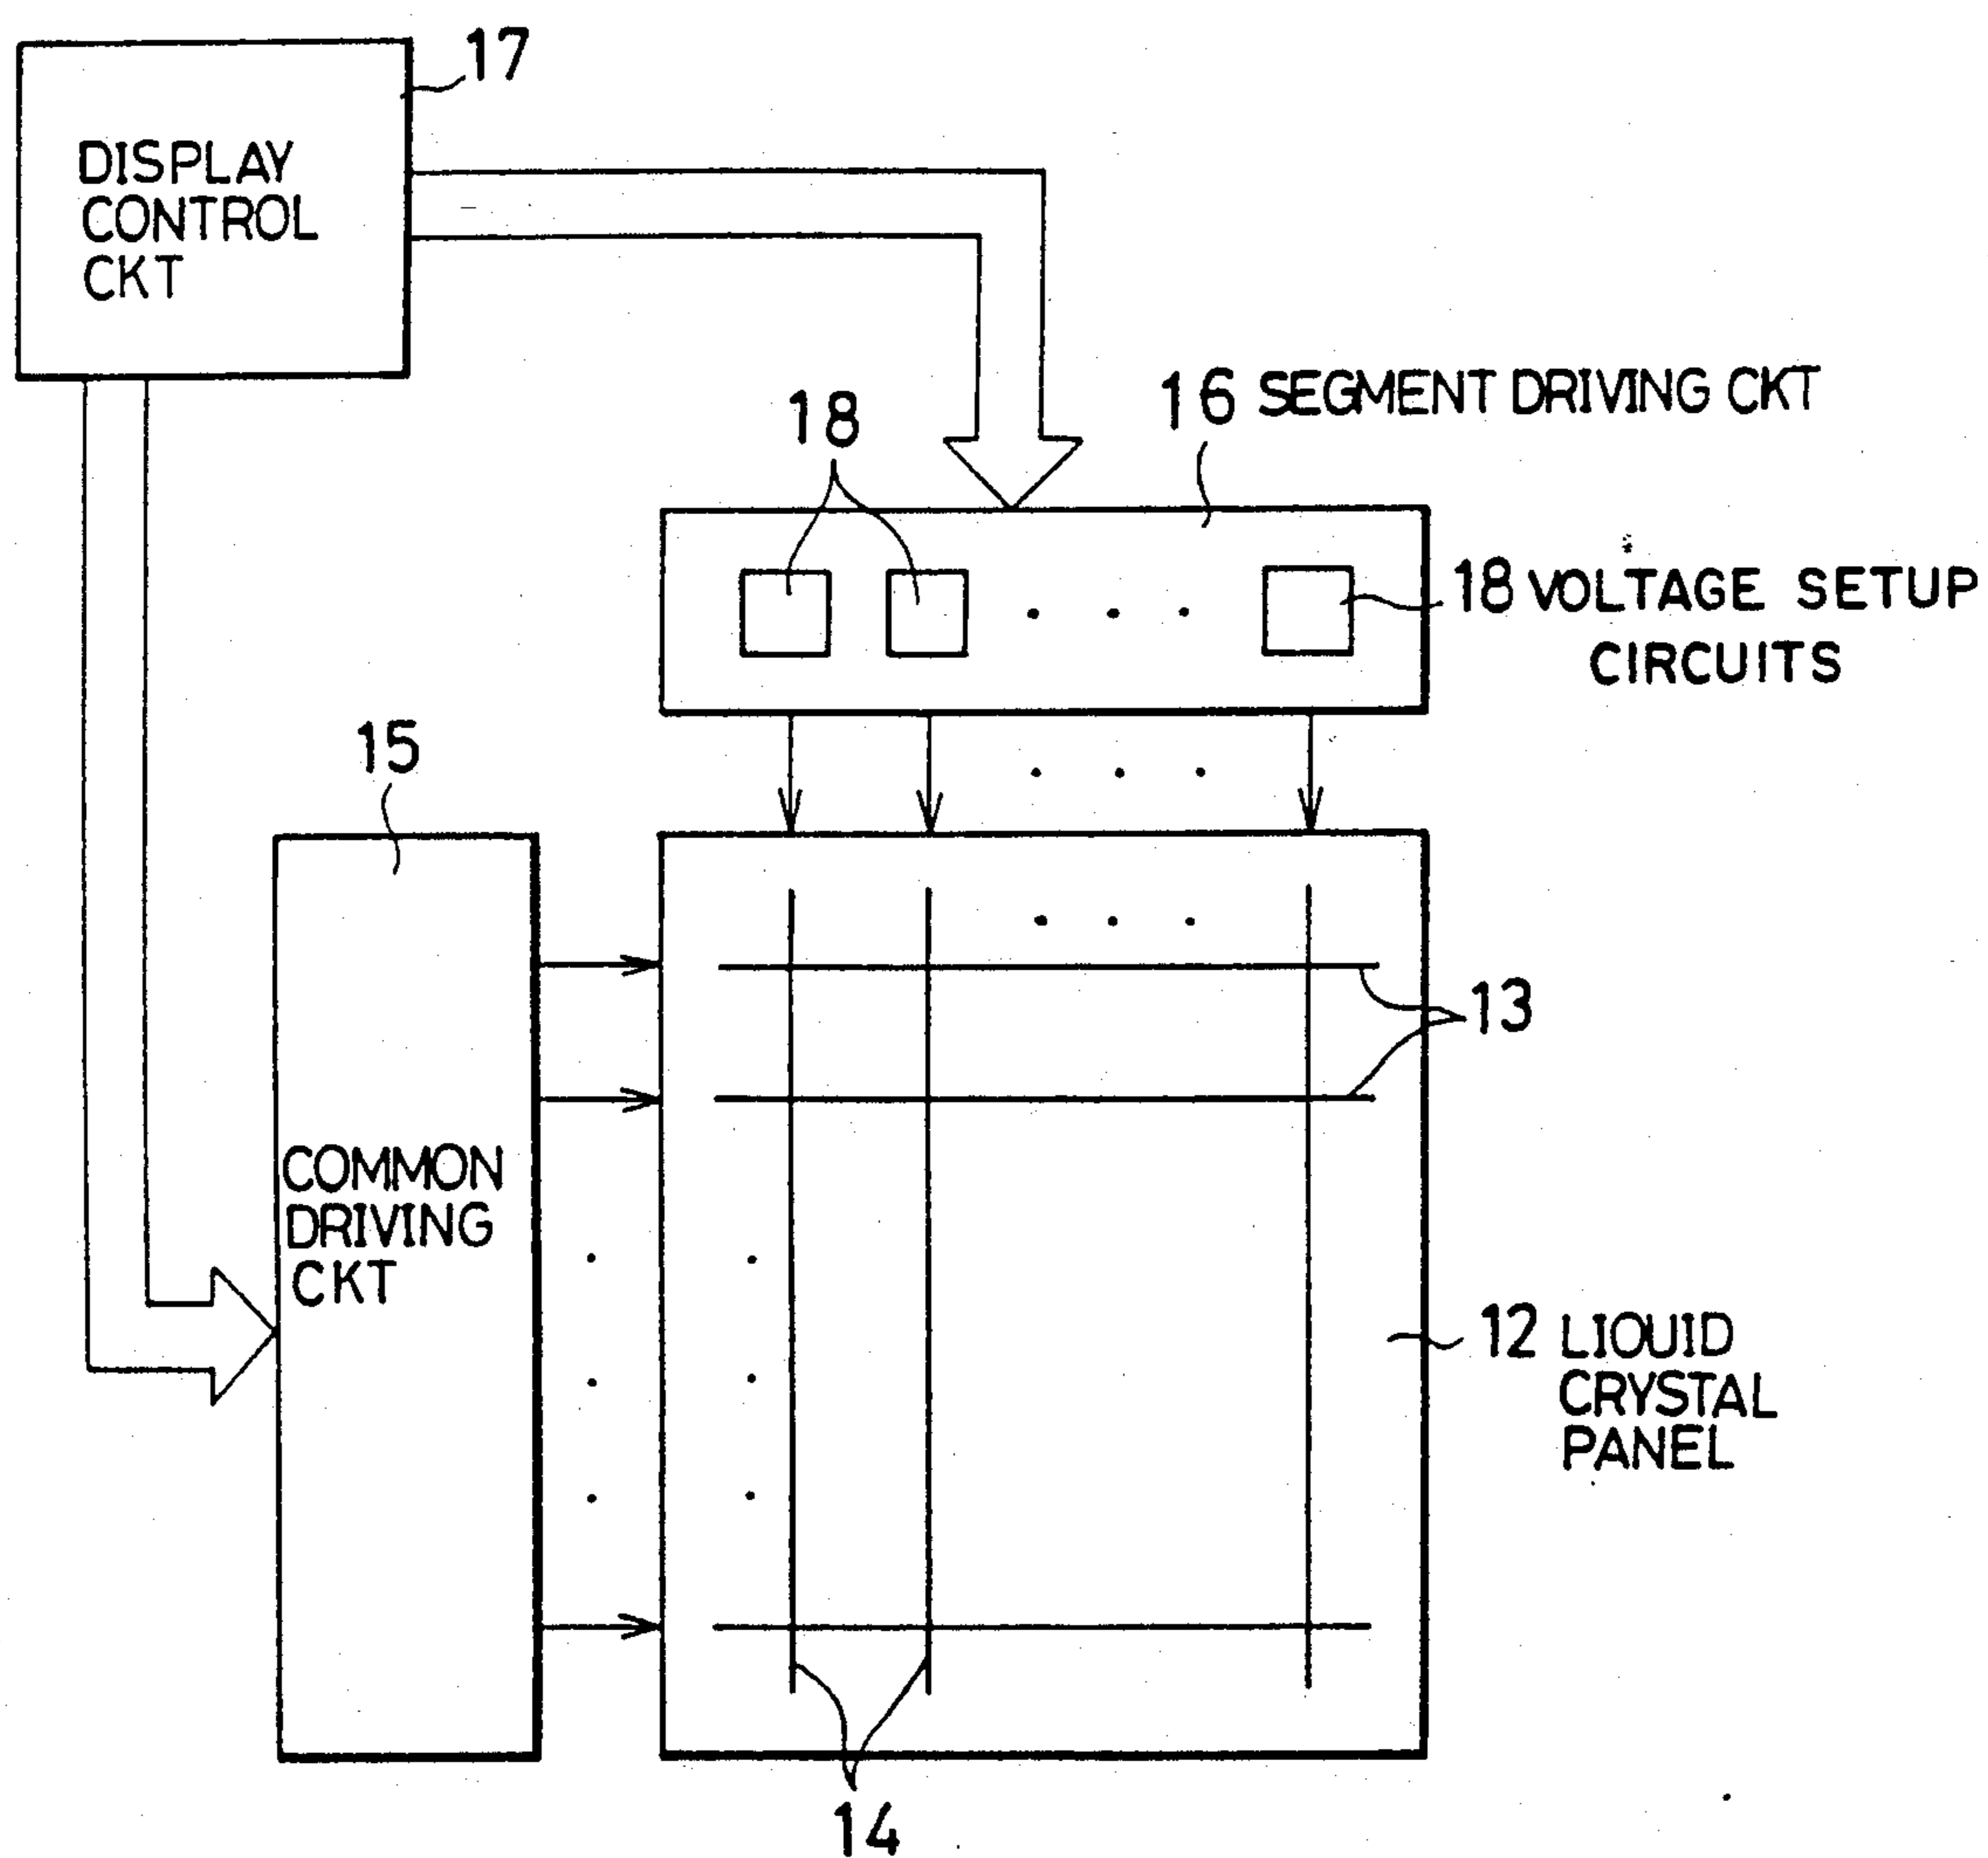 17
DISPLAY
CONTROL
CKT
16 SEGMENT DRIVING CKT
18
18 VOLTAGE SETUP
CIRCUITS
15
13
COMMON
DRIVING
CKT
12 LIOUID
CRYSTAL
PANEL
14